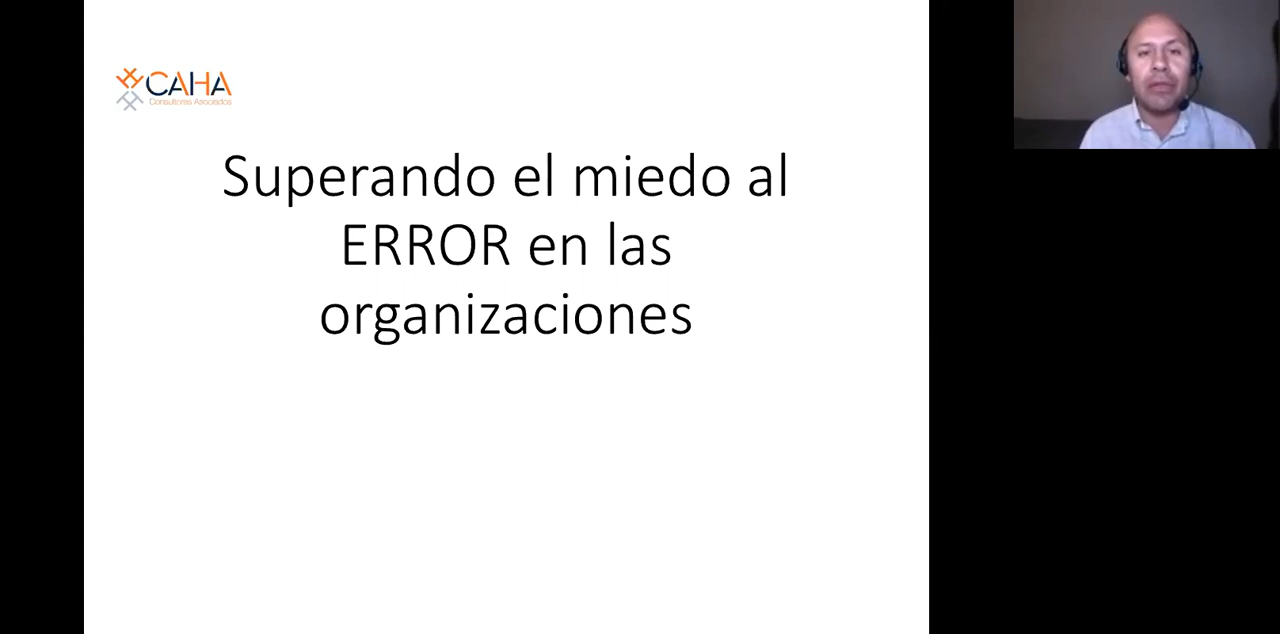 CAHA
Consultores Asociados
Superando el miedo al
ERROR en las
organizaciones